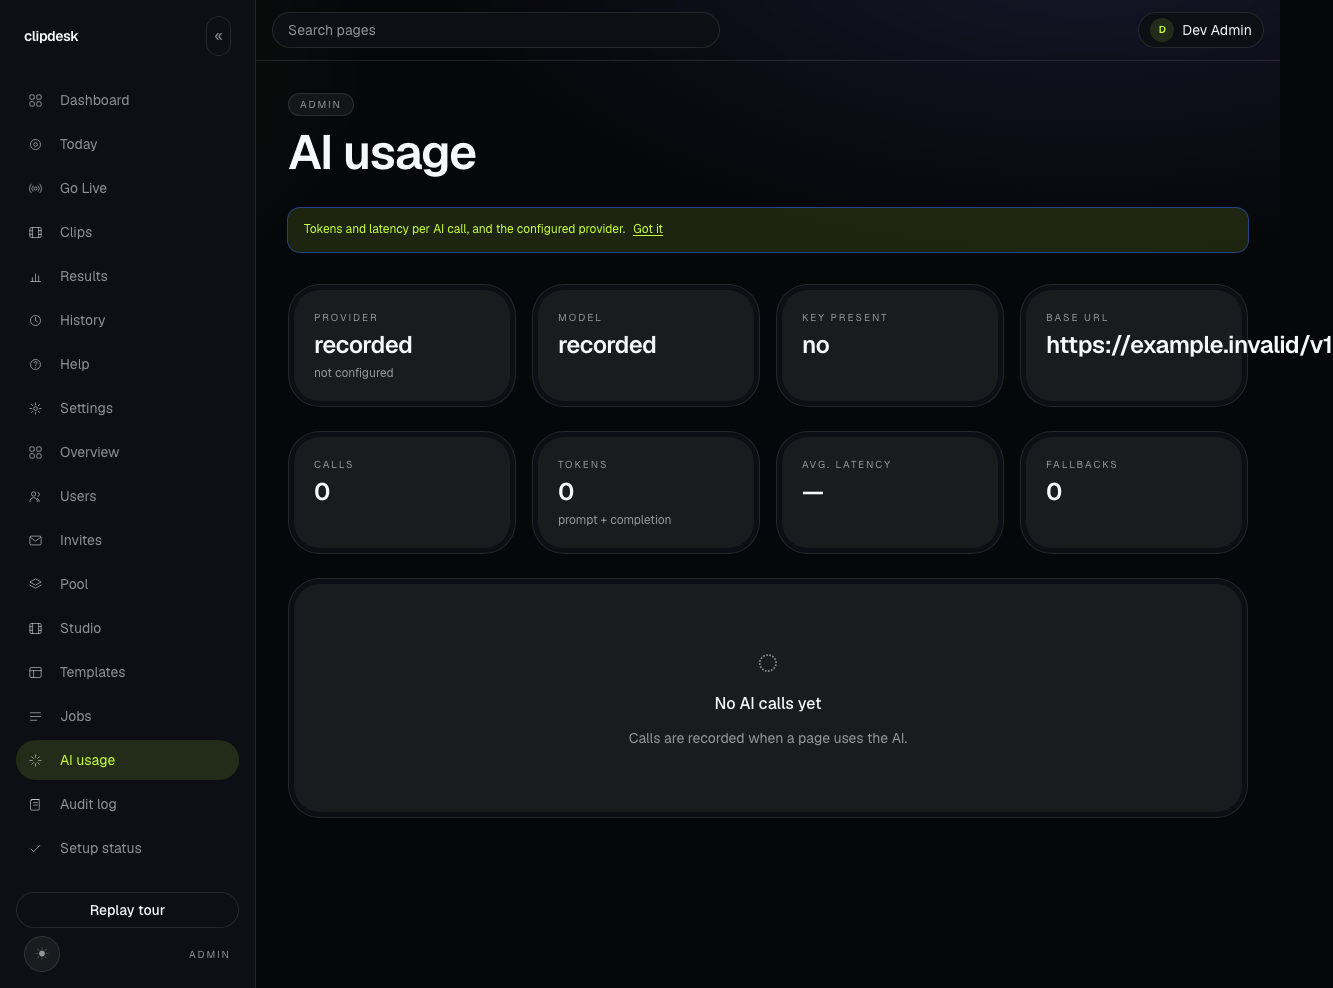 clipdesk
«
Search pages
D
Dev Admin
Dashboard
Today
Go Live
Clips
Results
History
Help
Settings
Overview
Users
Invites
Pool
Studio
Templates
Jobs
AI usage
Audit log
Setup status
Replay tour
ADMIN
ADMIN
AI usage
Tokens and latency per AI call, and the configured provider. Got it
PROVIDER
recorded
not configured
MODEL
recorded
KEY PRESENT
no
BASE URL
https://example.invalid/v1
CALLS
0
TOKENS
0
prompt + completion
AVG. LATENCY
—
FALLBACKS
0
No AI calls yet
Calls are recorded when a page uses the AI.